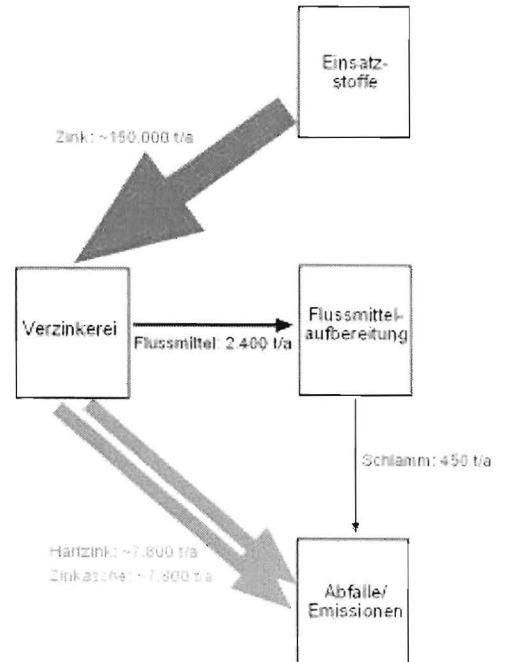 Einsatz-
stoffe
Zink: ~150.000 t/a
Verzinkerei
Flussmittel-
aufbereitung
Flussmittel: 2.400 t/a
Schlamm: 450 t/a
Hartzink: ~7.800 t/a
Zinkasche: ~7.800 t/a
Abfälle/
Emissionen